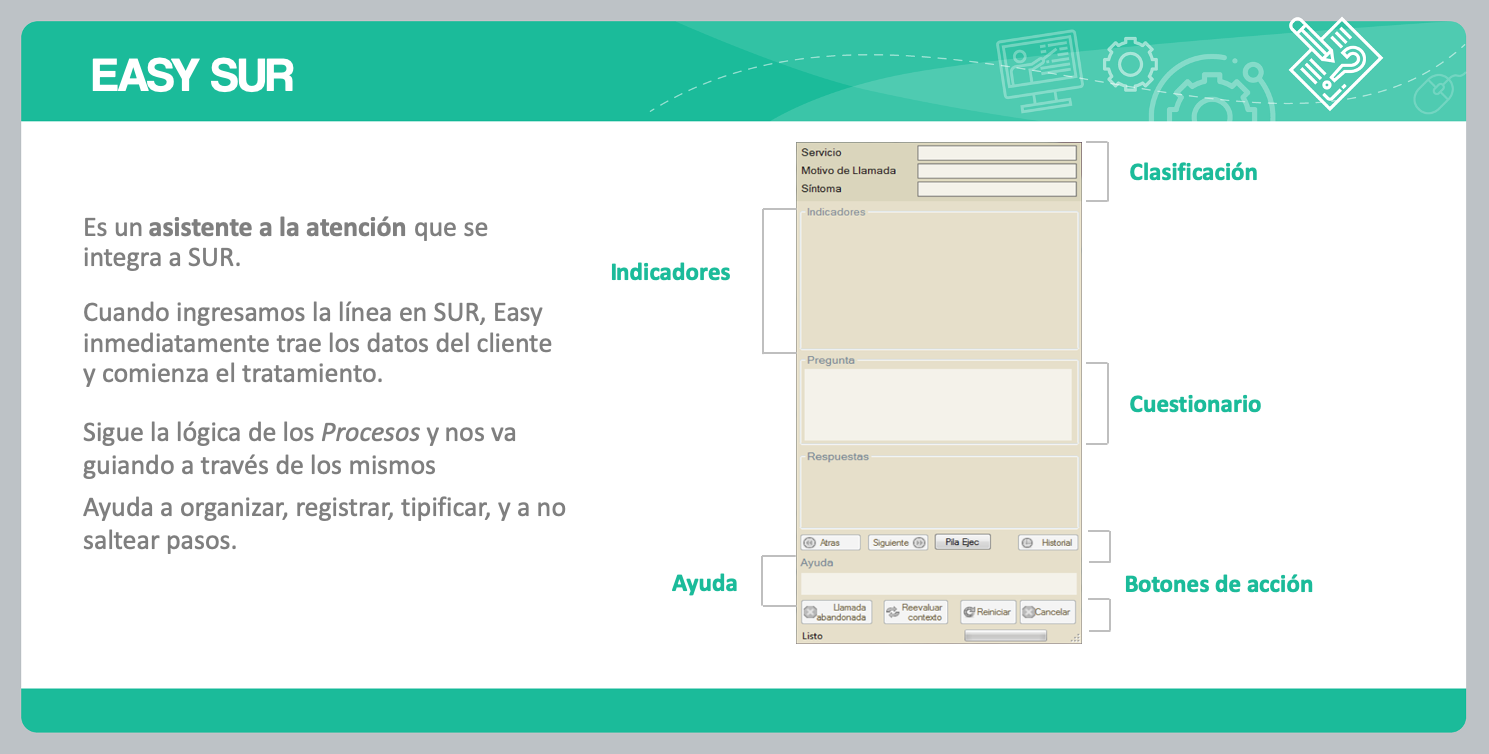 EASY SUR
Es un asistente a la atención que se
integra a SUR.
Cuando ingresamos la línea en SUR, Easy
inmediatamente trae los datos del cliente
y comienza el tratamiento.
Sigue la lógica de los Procesos y nos va
guiando a través de los mismos
Ayuda a organizar, registrar, tipificar, y a no
saltear pasos.
Indicadores
Ayuda
Servicio
Motivo de Llamada
Síntoma
Indicadores
Pregunta
Respuestas
Atras
Siguiente
Pila Ejec
Historial
Ayuda
Llamada
abandonada
Reevaluar
contexto
Reiniciar
Cancelar
Listo
Clasificación
Cuestionario
Botones de acción